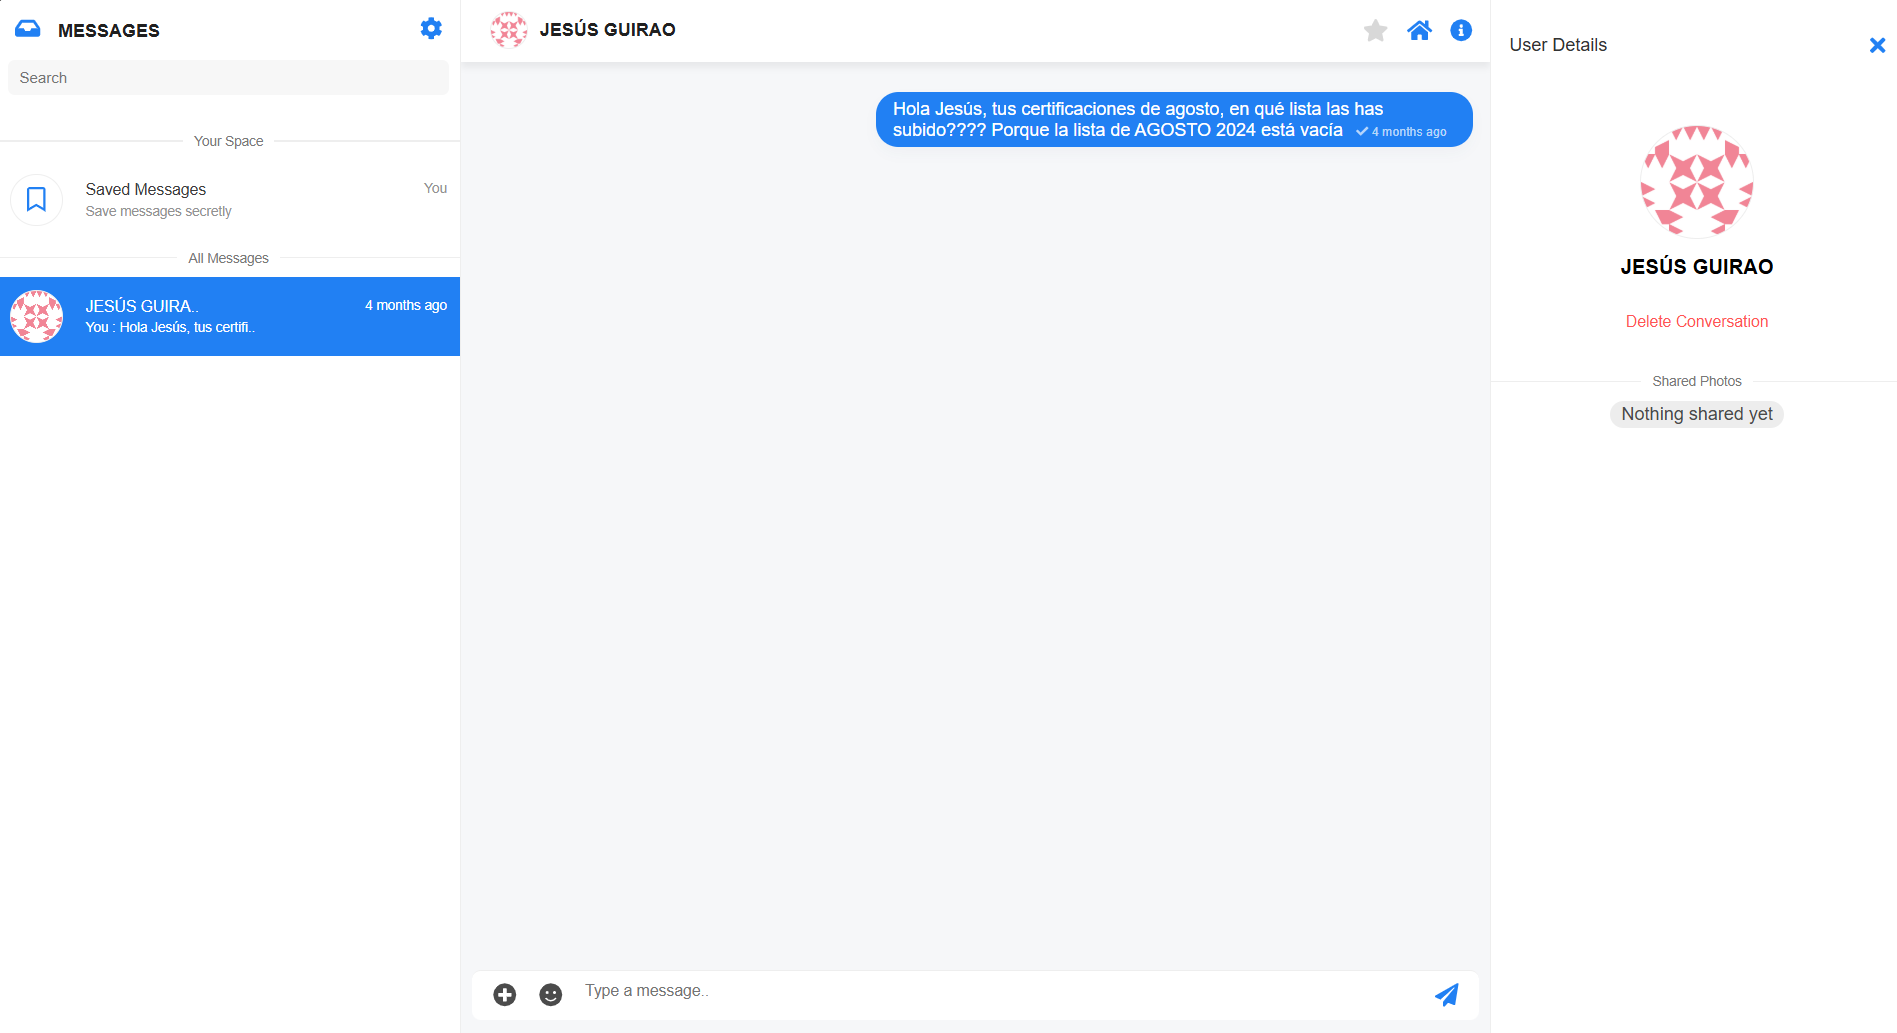 MESSAGES
Search
Your Space
Saved Messages
You
Save messages secretly
All Messages
JESÚS GUIRA..
4 months ago
You : Hola Jesús, tus certifi..
JESÚS GUIRAO
Hola Jesús, tus certificaciones de agosto, en qué lista las has
subido???? Porque la lista de AGOSTO 2024 está vacía 4 months ago
Type a message..
User Details
JESÚS GUIRAO
Delete Conversation
Shared Photos
Nothing shared yet